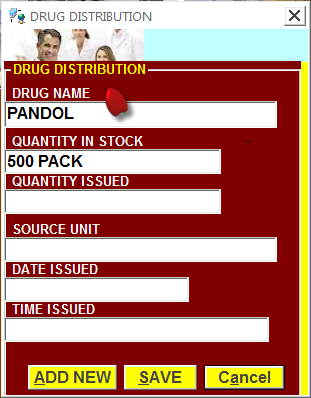 DRUG DISTRIBUTION
DRUG DISTRIBUTION
DRUG NAME
PANDOL
QUANTITY IN STOCK
500 PACK
QUANTITY ISSUED
SOURCE UNIT
DATE ISSUED
TIME ISSUED
ADD NEW SAVE Cancel